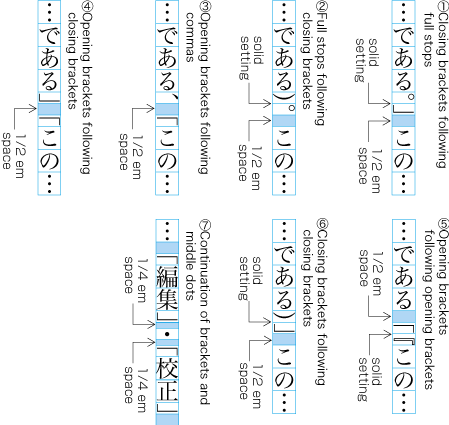 ①Closing brackets following
full stops
…である。」この…
solid
setting
1/2 em
space
②Full stops following
closing brackets
…である）。この…
solid
setting
1/2 em
space
③Opening brackets following
commas
…である、「この…
1/2 em
space
④Opening brackets following
closing brackets
…である」「この…
1/2 em
space
⑤Opening brackets
following opening brackets
…である「『この…
1/2 em
space
solid
setting
⑥Closing brackets following
closing brackets
…である）」この…
solid
setting
1/2 em
space
⑦Continuation of brackets and
middle dots
…「編集」・「校正」
1/4 em
space
1/4 em
space